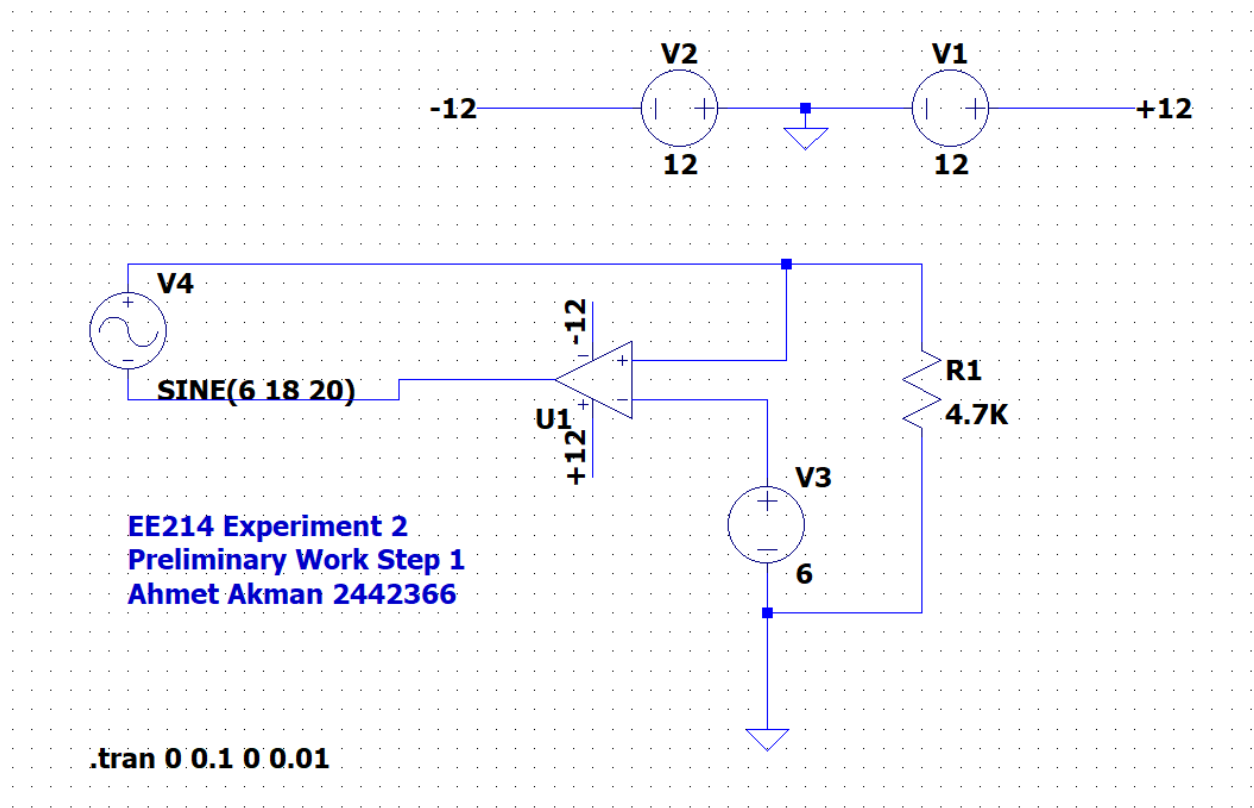 V2
V1
-12
+12
12
12
V4
SINE(6 18 20)
-12
U1
+12
R1
4.7K
V3
6
EE214 Experiment 2
Preliminary Work Step 1
Ahmet Akman 2442366
.tran 0 0.1 0 0.01